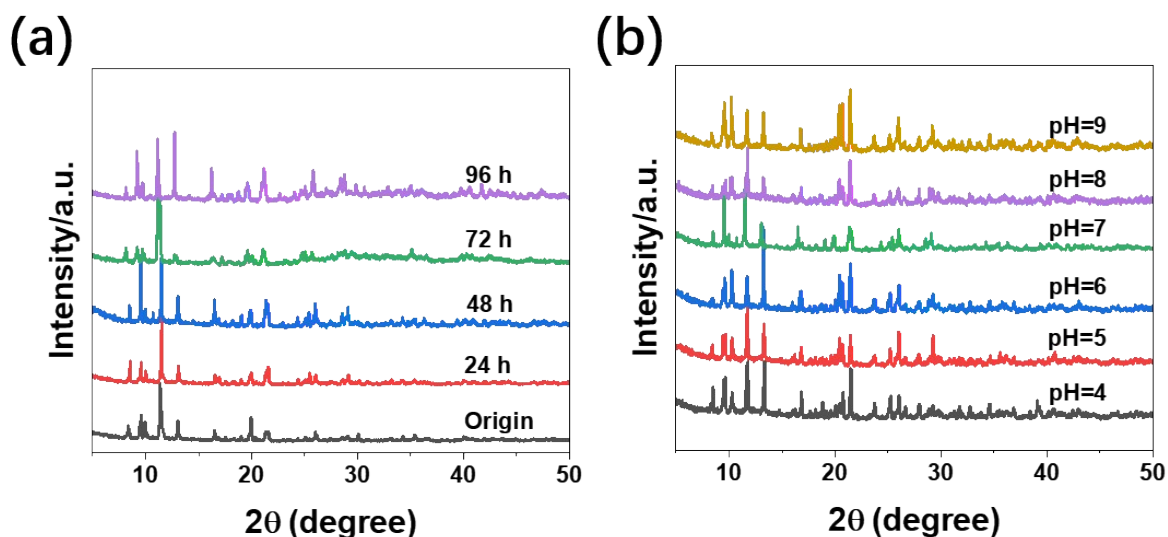 (a)
Intensity/a.u.
96 h
72 h
48 h
24 h
Origin
10 20 30 40 50
2θ (degree)
(b)
Intensity/a.u.
pH=9
pH=8
pH=7
pH=6
pH=5
pH=4
10 20 30 40 50
2θ (degree)